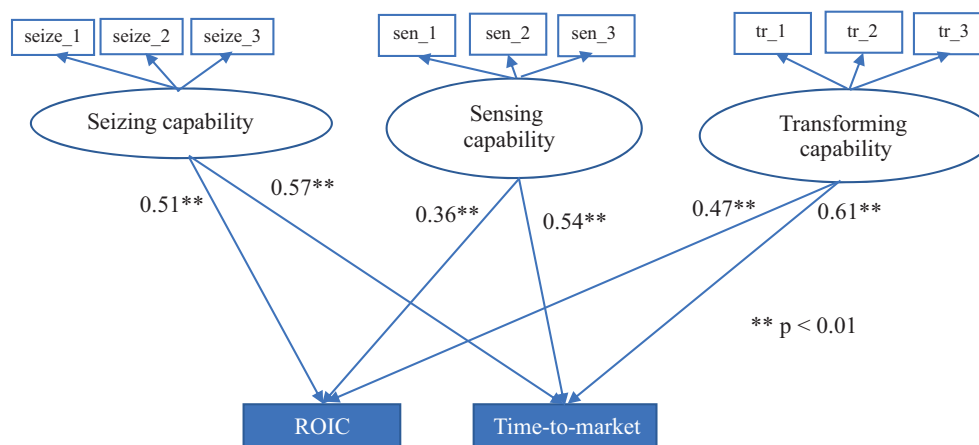 seize_1
seize_2
seize_3
sen_1
sen_2
sen_3
tr_1
tr_2
tr_3
Seizing capability
Sensing
capability
Transforming
capability
0.51**
0.57**
0.36**
0.54**
0.47**
0.61**
** p < 0.01
ROIC
Time-to-market